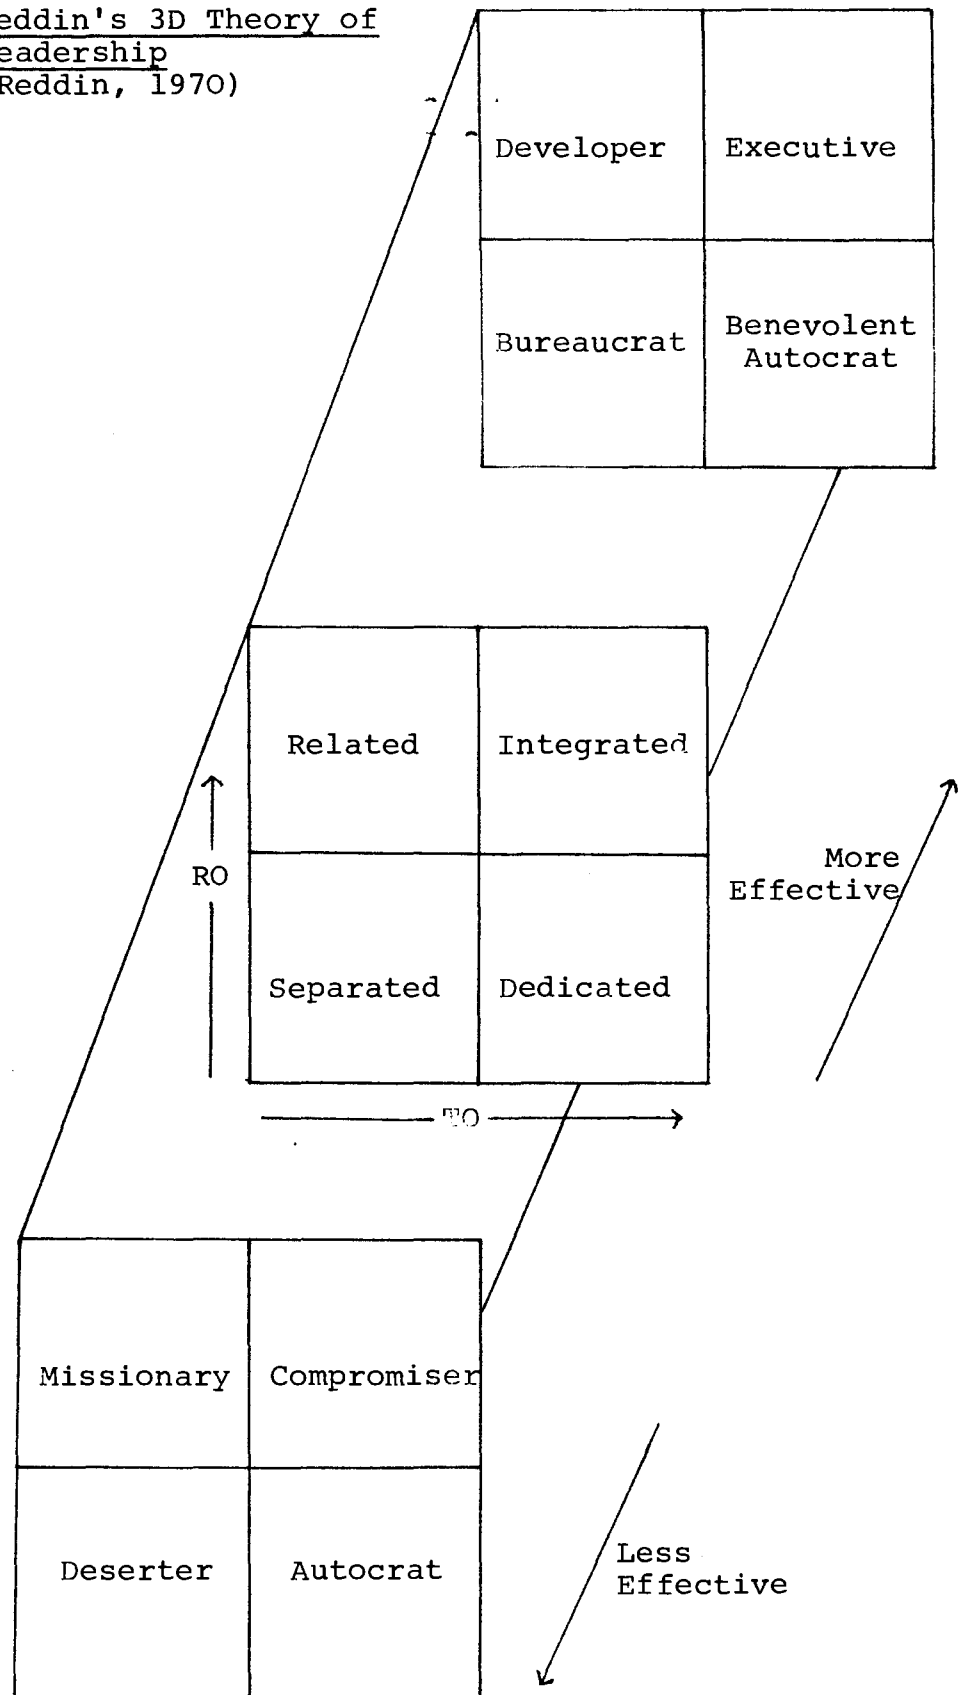 eddin's 3D Theory of
eadership
Reddin, 1970)
Developer Executive
Bureaucrat Benevolent
Autocrat
Related Integrated
RO
More
Effective
Separated Dedicated
TO
Missionary Compromiser
Deserter Autocrat
Less
Effective